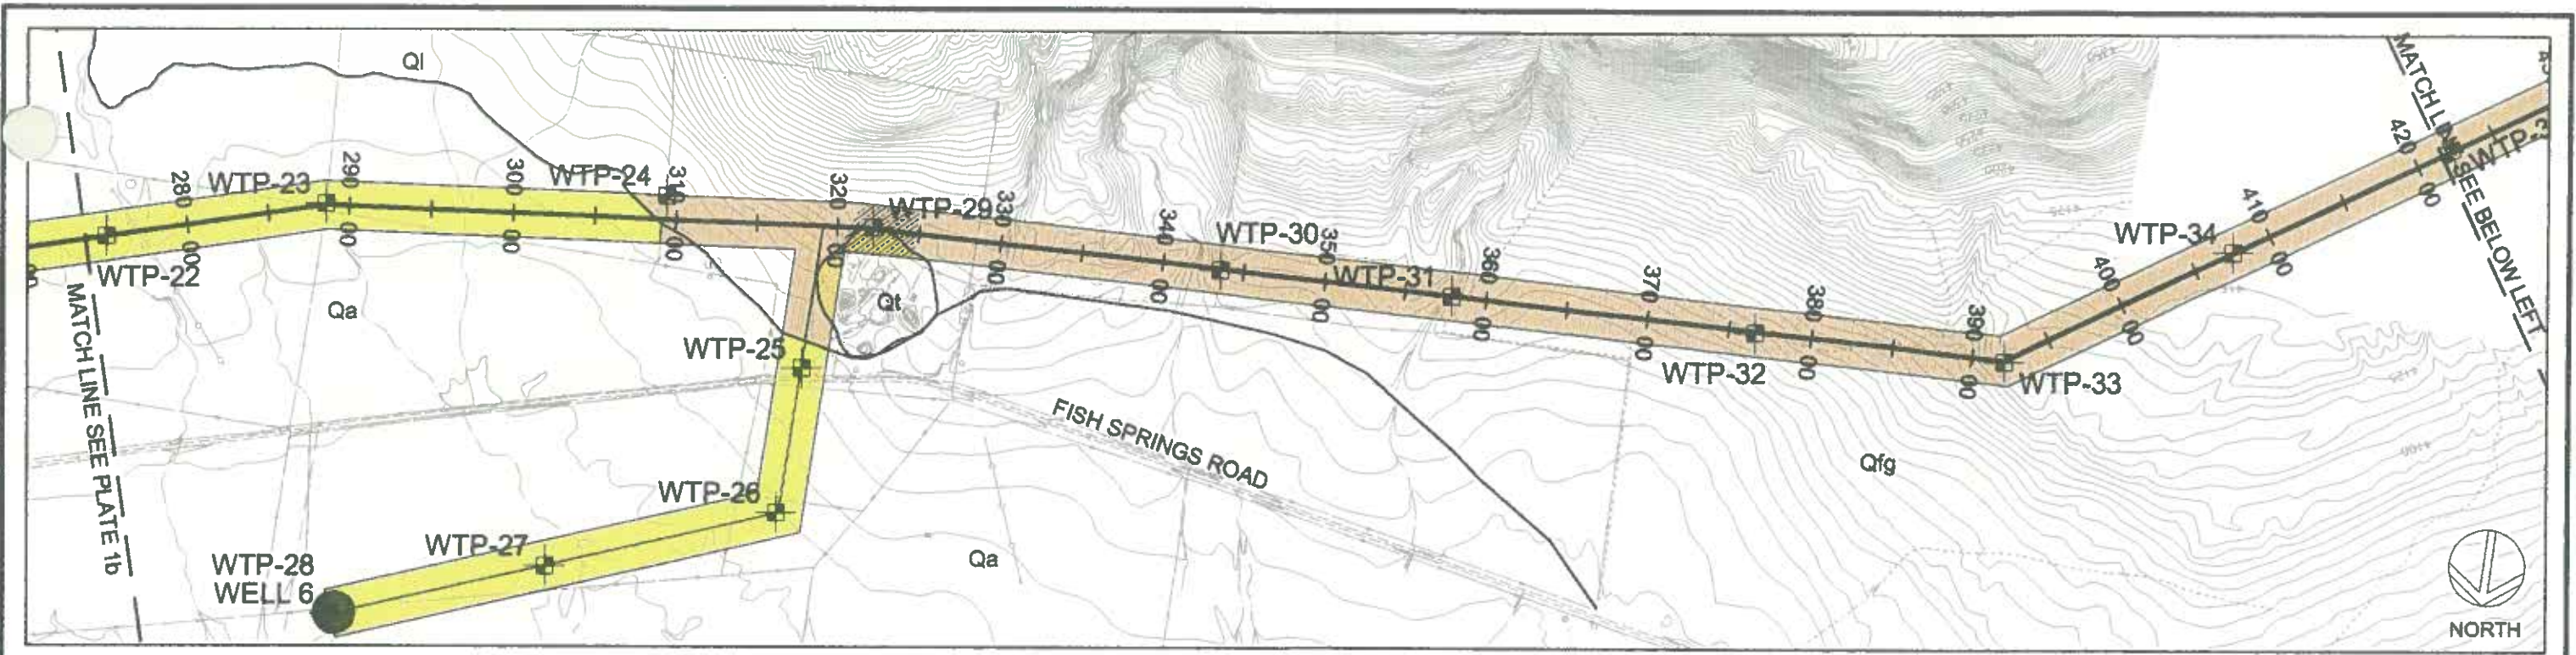 Ql
MATCH LINE SEE PLATE 1b
WTP-22
280
00
WTP-23
290
00
300
00
WTP-24
310
00
320
00
WTP-29
330
00
340
00
WTP-30
350
00
WTP-31
360
00
370
00
WTP-32
380
00
390
00
WTP-33
400
00
WTP-34
410
00
420
00
MATCH LINE SEE BELOW LEFT
Qa
Qt
WTP-25
WTP-26
WTP-27
WTP-28
WELL 6
FISH SPRINGS ROAD
Qa
Qfg
NORTH